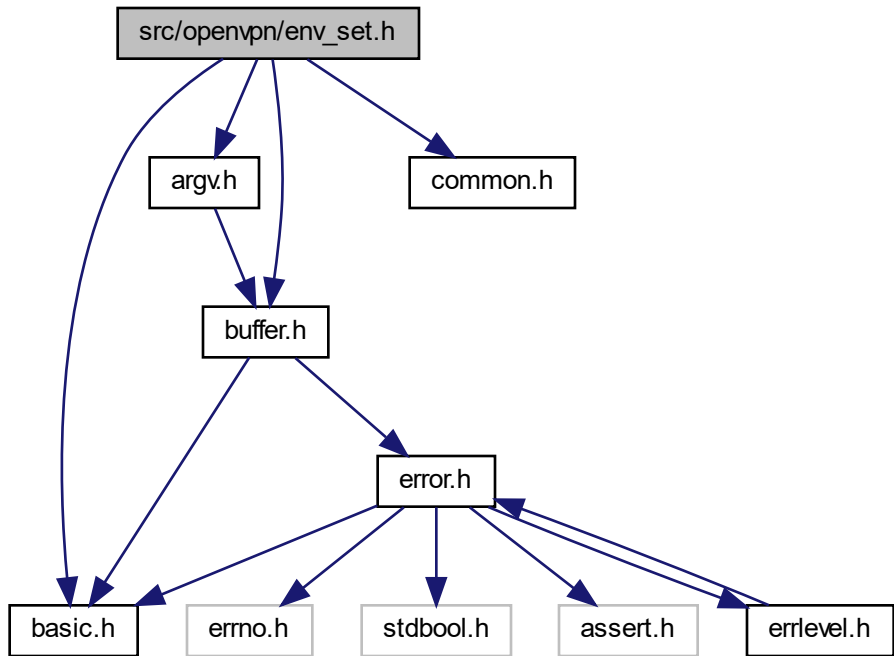 src/openvpn/env_set.h
argv.h
common.h
buffer.h
error.h
basic.h
errno.h
stdbool.h
assert.h
errlevel.h